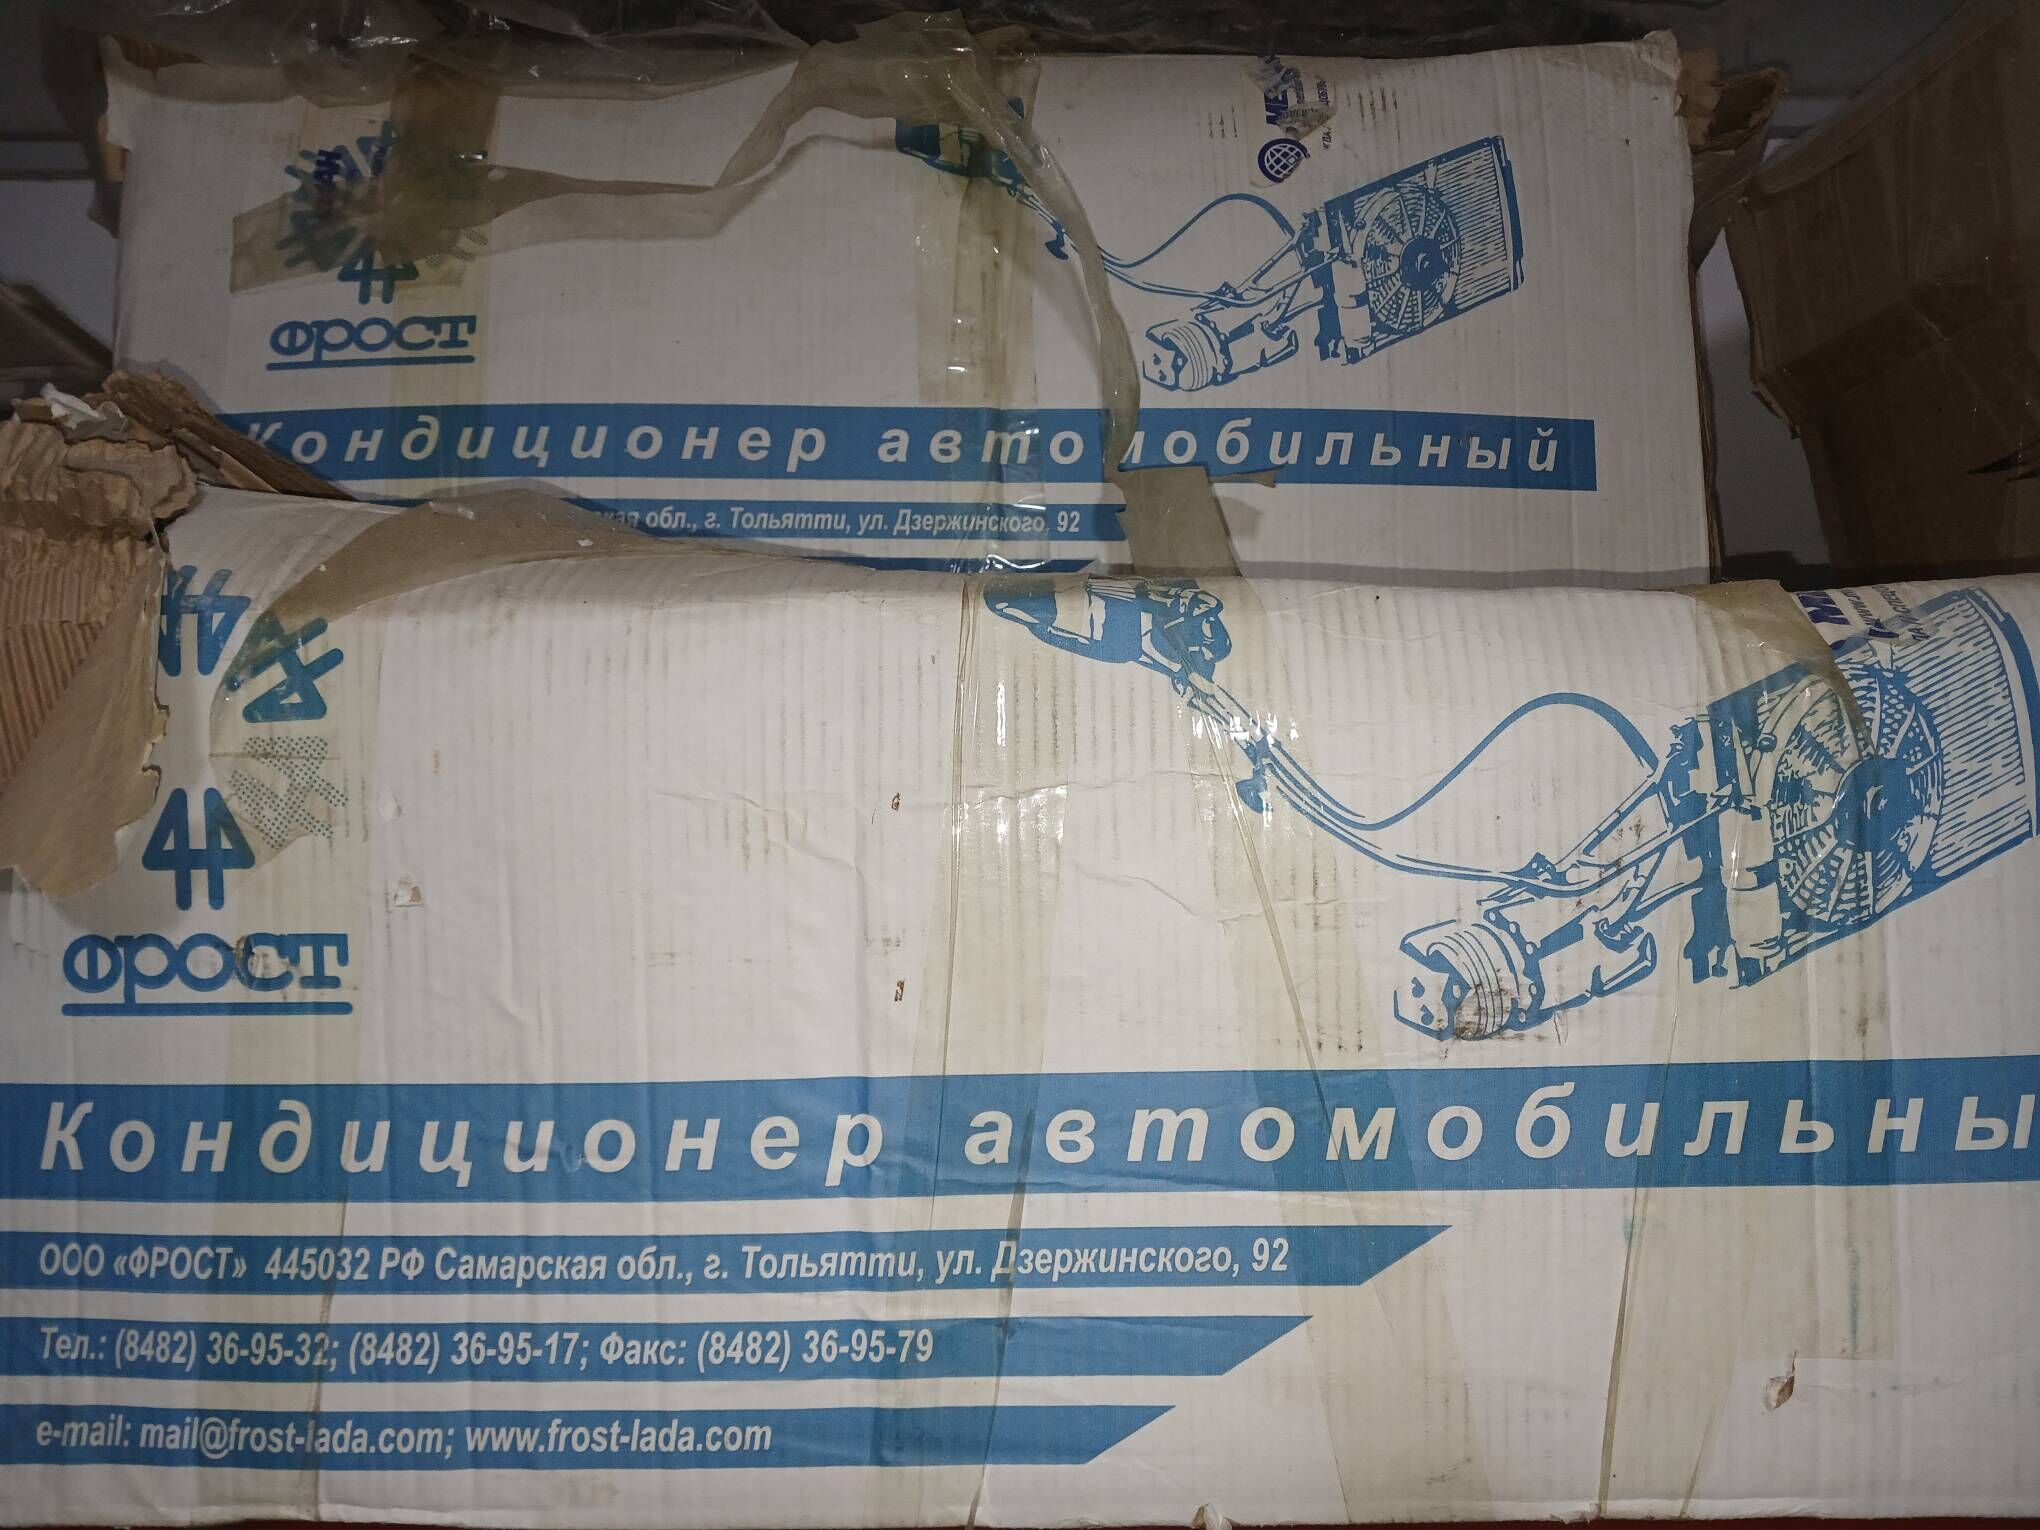 ФРОСТ
Кондиционер автомобильный
обл., г. Тольятти, ул. Дзержинского, 92
ФРОСТ
Кондиционер автомобильны
ООО «ФРОСТ» 445032 РФ Самарская обл., г. Тольятти, ул. Дзержинского, 92
Тел.: (8482) 36-95-32; (8482) 36-95-17; Факс: (8482) 36-95-79
e-mail: mail@frost-lada.com; www.frost-lada.com